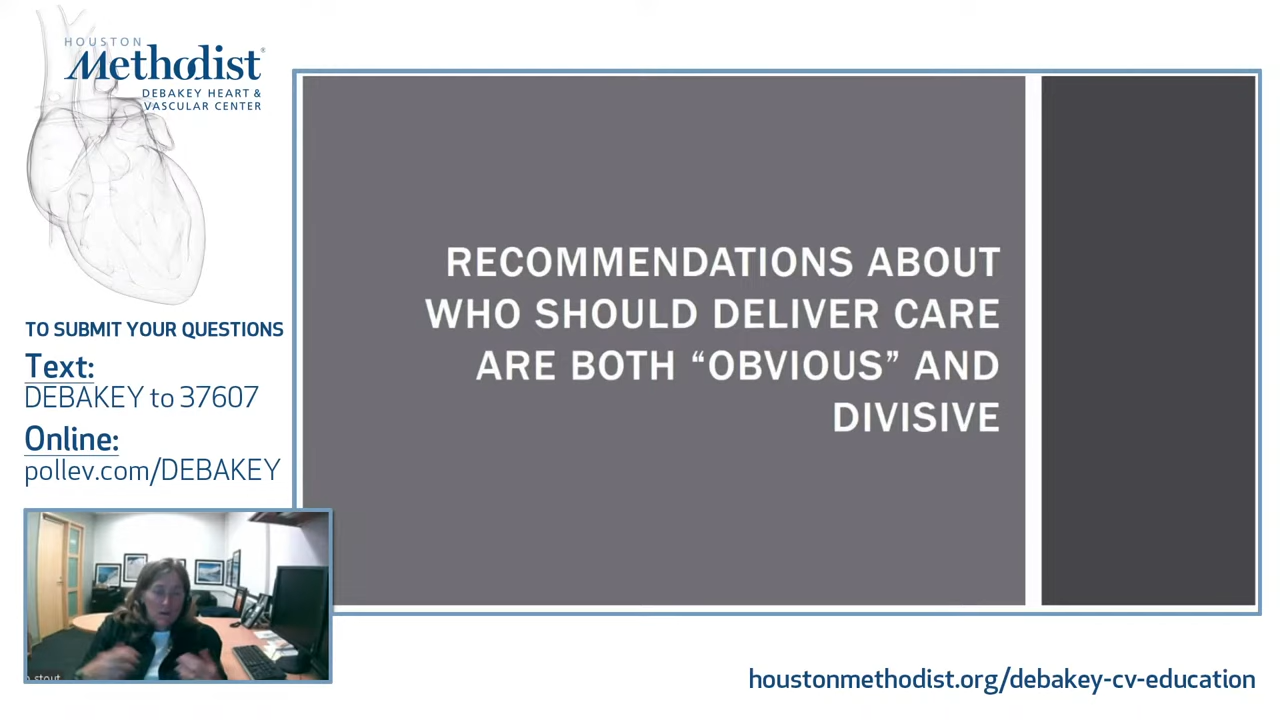 HOUSTON
Methodist®
DEBAKEY HEART &
VASCULAR CENTER
TO SUBMIT YOUR QUESTIONS
Text:
DEBAKEY to 37607
Online:
pollev.com/DEBAKEY
RECOMMENDATIONS ABOUT
WHO SHOULD DELIVER CARE
ARE BOTH “OBVIOUS” AND
DIVISIVE
stout
houstonmethodist.org/debakey-cv-education